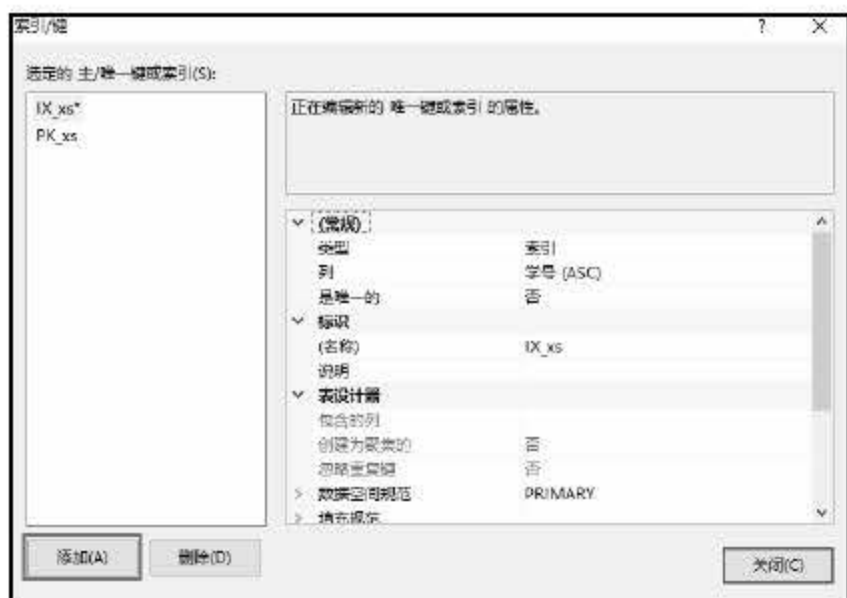 索引/键
?
×
选定的 主/唯一键或索引(S):
IX_xs*
PK_xs
正在编辑新的 唯一键或索引 的属性。
(常规)
类型 索引
列 学号 (ASC)
是唯一的 否
标识
(名称) IX_xs
说明
表设计器
包含的列
创建为聚集的 否
忽略重复键 否
数据空间规范 PRIMARY
填充规范
添加(A) 删除(D) 关闭(C)